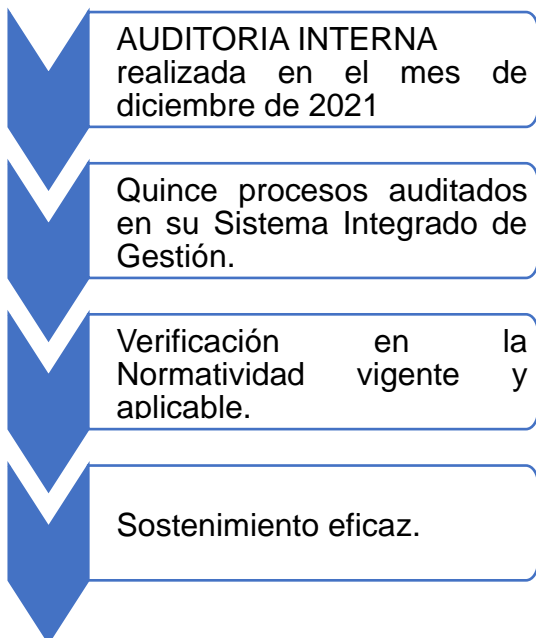 AUDITORIA INTERNA
realizada en el mes de
diciembre de 2021
Quince procesos auditados
en su Sistema Integrado de
Gestión.
Verificación en la
Normatividad vigente y
aplicable.
Sostenimiento eficaz.